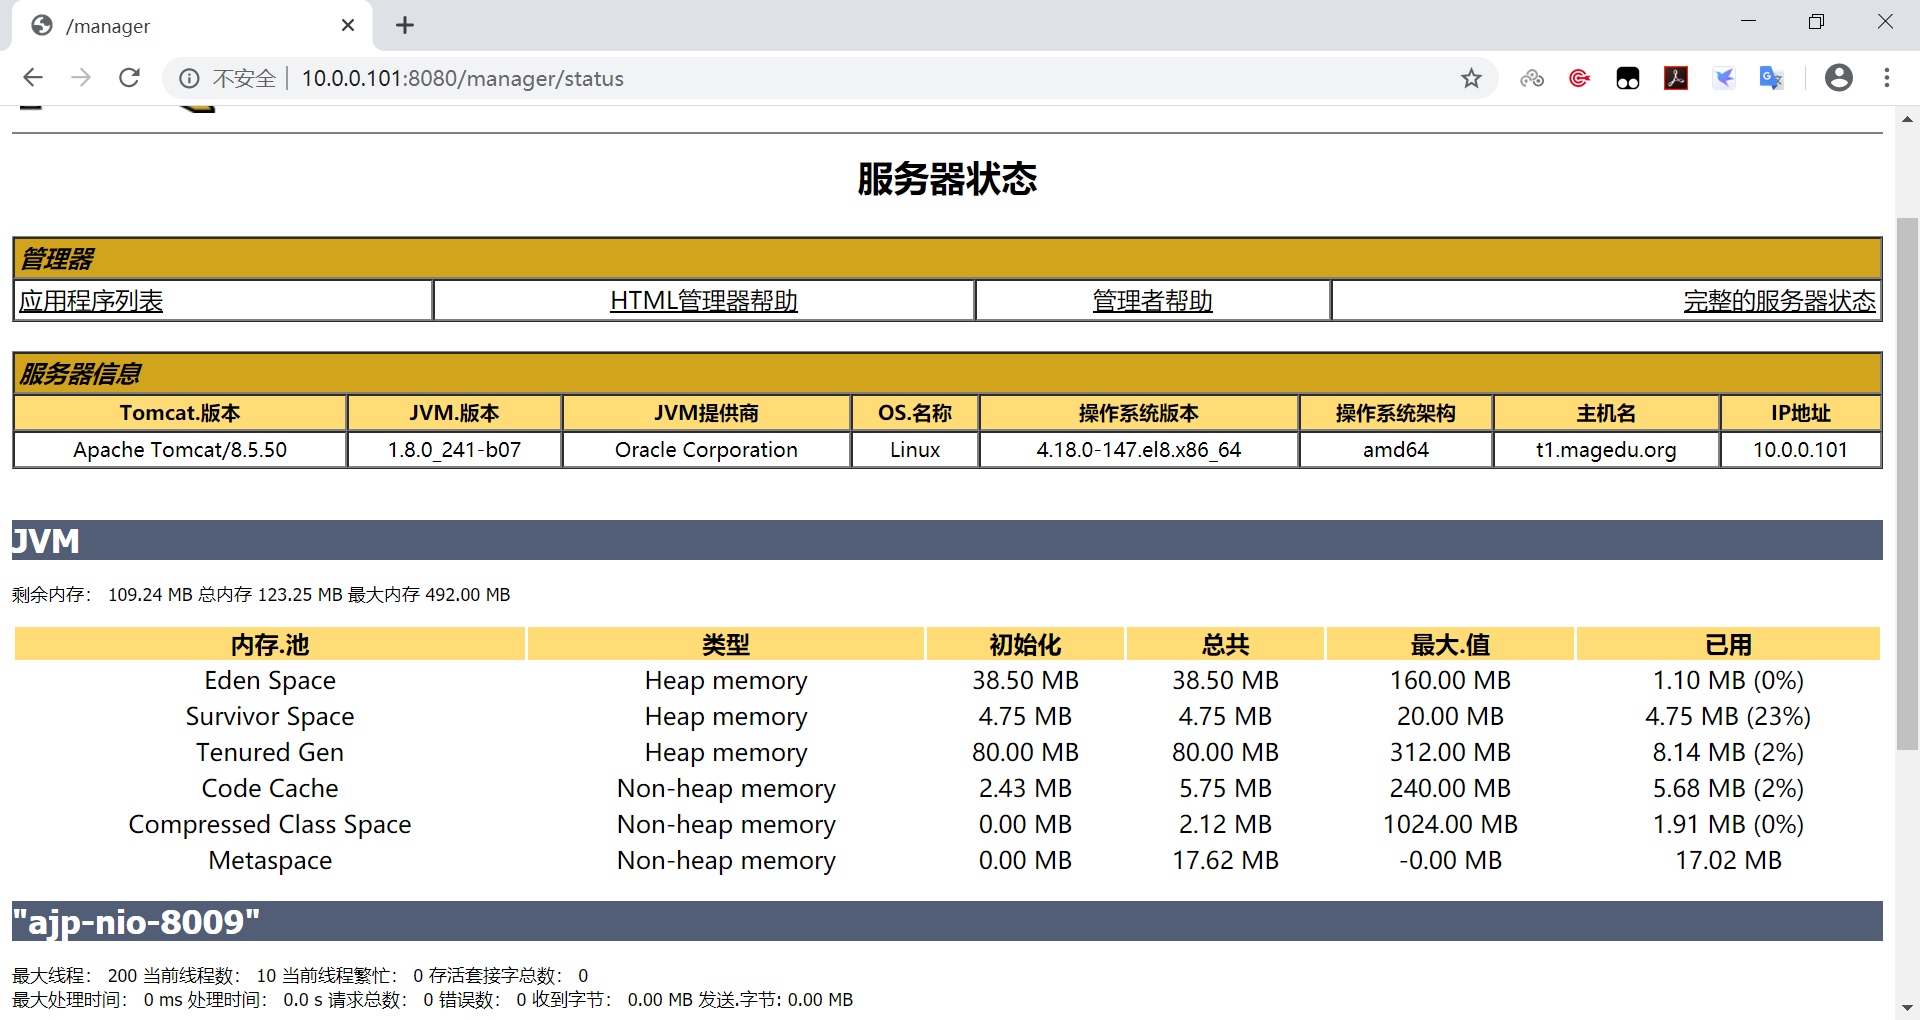 /manager
不安全 10.0.0.101:8080/manager/status
服务器状态
管理器
应用程序列表 HTML管理器帮助 管理者帮助 完整的服务器状态
服务器信息
Tomcat.版本 JVM.版本 JVM提供商 OS.名称 操作系统版本 操作系统架构 主机名 IP地址
Apache Tomcat/8.5.50 1.8.0_241-b07 Oracle Corporation Linux 4.18.0-147.el8.x86_64 amd64 t1.magedu.org 10.0.0.101
JVM
剩余内存： 109.24 MB 总内存 123.25 MB 最大内存 492.00 MB
内存.池 类型 初始化 总共 最大.值 已用
Eden Space Heap memory 38.50 MB 38.50 MB 160.00 MB 1.10 MB (0%)
Survivor Space Heap memory 4.75 MB 4.75 MB 20.00 MB 4.75 MB (23%)
Tenured Gen Heap memory 80.00 MB 80.00 MB 312.00 MB 8.14 MB (2%)
Code Cache Non-heap memory 2.43 MB 5.75 MB 240.00 MB 5.68 MB (2%)
Compressed Class Space Non-heap memory 0.00 MB 2.12 MB 1024.00 MB 1.91 MB (0%)
Metaspace Non-heap memory 0.00 MB 17.62 MB -0.00 MB 17.02 MB
"ajp-nio-8009"
最大线程： 200 当前线程数： 10 当前线程繁忙： 0 存活套接字总数： 0
最大处理时间： 0 ms 处理时间： 0.0 s 请求总数： 0 错误数： 0 收到字节： 0.00 MB 发送.字节: 0.00 MB